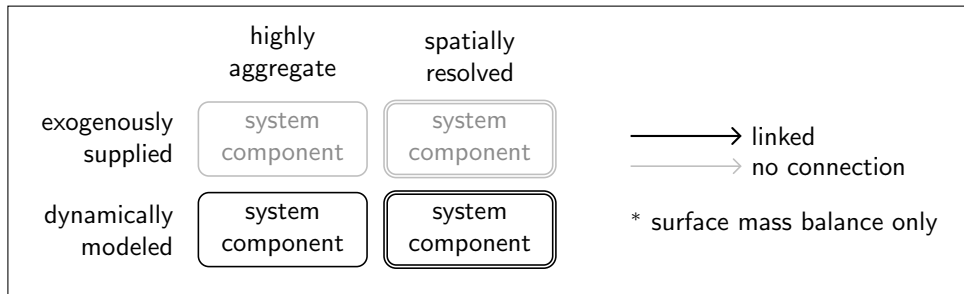 highly
aggregate
spatially
resolved
exogenously
supplied
system
component
system
component
linked
no connection
dynamically
modeled
system
component
system
component
* surface mass balance only